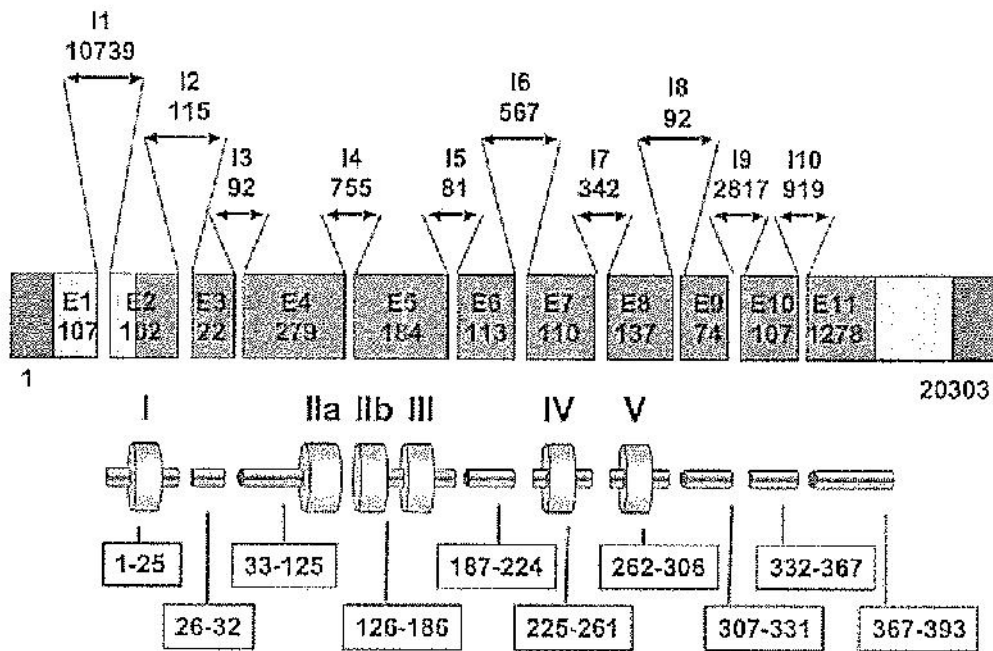 I1
10739
I2
115
I3
92
I4
755
I5
81
I6
567
I7
342
I8
92
I9
2817
I10
919
E1
107
E2
102
E3
22
E4
279
E5
184
E6
113
E7
110
E8
137
E9
74
E10
107
E11
1278
1
20303
I
IIa
IIb
III
IV
V
1-25
33-125
187-224
262-306
332-367
26-32
126-186
225-261
307-331
367-393